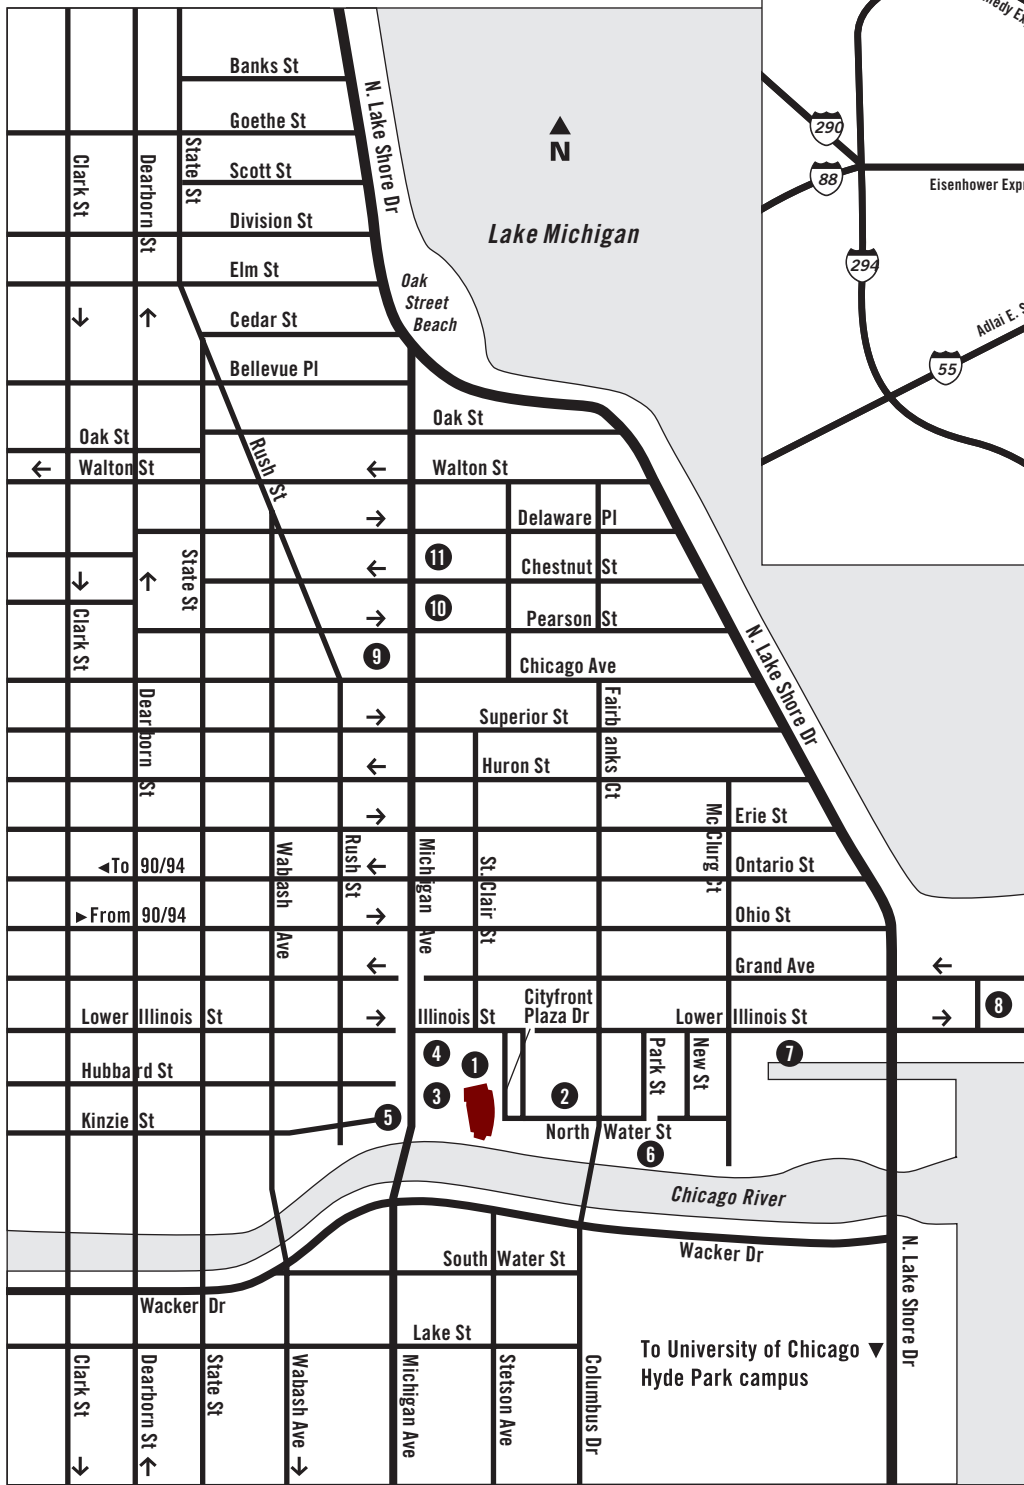 Banks St
Goethe St
Scott St
Division St
Elm St
Cedar St
Bellevue Pl
Clark St
Dearborn St
State St
N. Lake Shore Dr
N
Lake Michigan
Oak
Street
Beach
290
88
Eisenhower
294
Adlai E.
55
Oak St
Oak St
Walton St
Walton St
Rush St
Delaware Pl
11
Chestnut St
10
Pearson St
State St
Clark St
9
Chicago Ave
N. Lake Shore Dr
Dearborn St
Superior St
Fairbanks Ct
Huron St
McClurg Ct
Erie St
◄To 90/94
Wabash Ave
Rush St
Michigan Ave
St. Clair St
Ontario St
►From 90/94
Ohio St
Grand Ave
8
Cityfront
Plaza Dr
Lower Illinois St
Illinois St
Lower Illinois St
4
1
Park St
New St
7
Hubbard St
3
2
Kinzie St
5
North Water St
6
Chicago River
South Water St
Wacker Dr
N. Lake Shore Dr
Wacker Dr
Lake St
To University of Chicago ▼
Hyde Park campus
Clark St
Dearborn St
State St
Wabash Ave
Michigan Ave
Stetson Ave
Columbus Dr